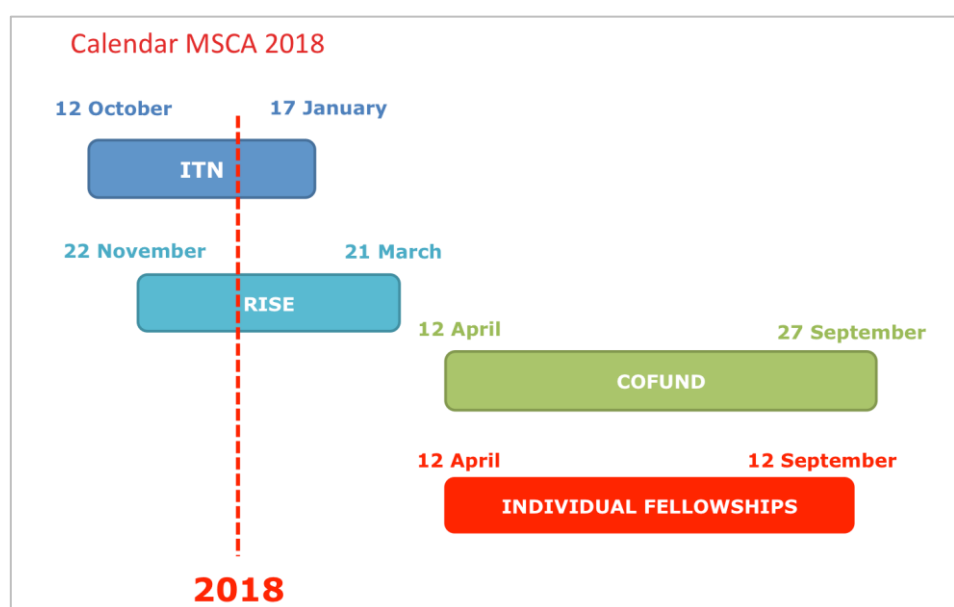 Calendar MSCA 2018
12 October 17 January
ITN
22 November 21 March
RISE
12 April 27 September
COFUND
12 April 12 September
INDIVIDUAL FELLOWSHIPS
2018